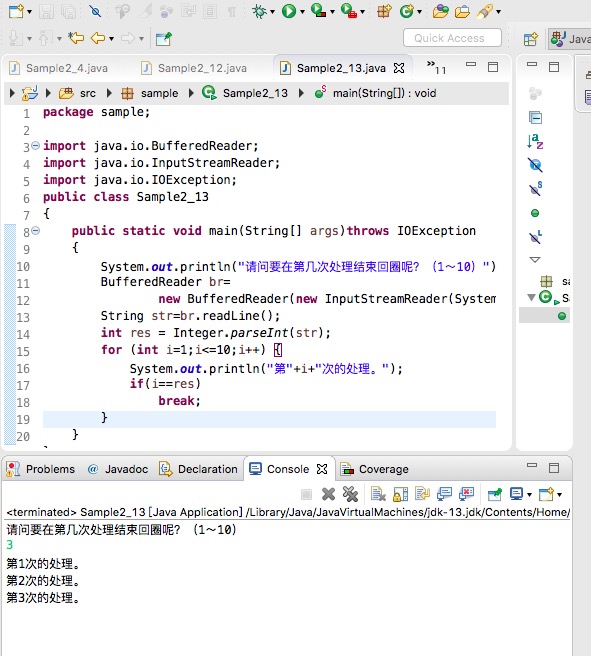 Quick Access
Java
Sample2_4.java
Sample2_12.java
Sample2_13.java
»11
src
sample
Sample2_13
main(String[]) : void
1 package sample;
2
3 import java.io.BufferedReader;
4 import java.io.InputStreamReader;
5 import java.io.IOException;
6 public class Sample2_13
7 {
8 public static void main(String[] args)throws IOException
9 {
10 System.out.println("请问要在第几次处理结束回圈呢? (1～10) ")
11 BufferedReader br=
12 new BufferedReader(new InputStreamReader(System
13 String str=br.readLine();
14 int res = Integer.parseInt(str);
15 for (int i=1;i<=10;i++) {
16 System.out.println("第"+i+"次的处理。");
17 if(i==res)
18 break;
19 }
20 }
Problems
Javadoc
Declaration
Console
Coverage
<terminated> Sample2_13 [Java Application] /Library/Java/JavaVirtualMachines/jdk-13.jdk/Contents/Home/
请问要在第几次处理结束回圈呢? (1～10)
3
第1次的处理。
第2次的处理。
第3次的处理。